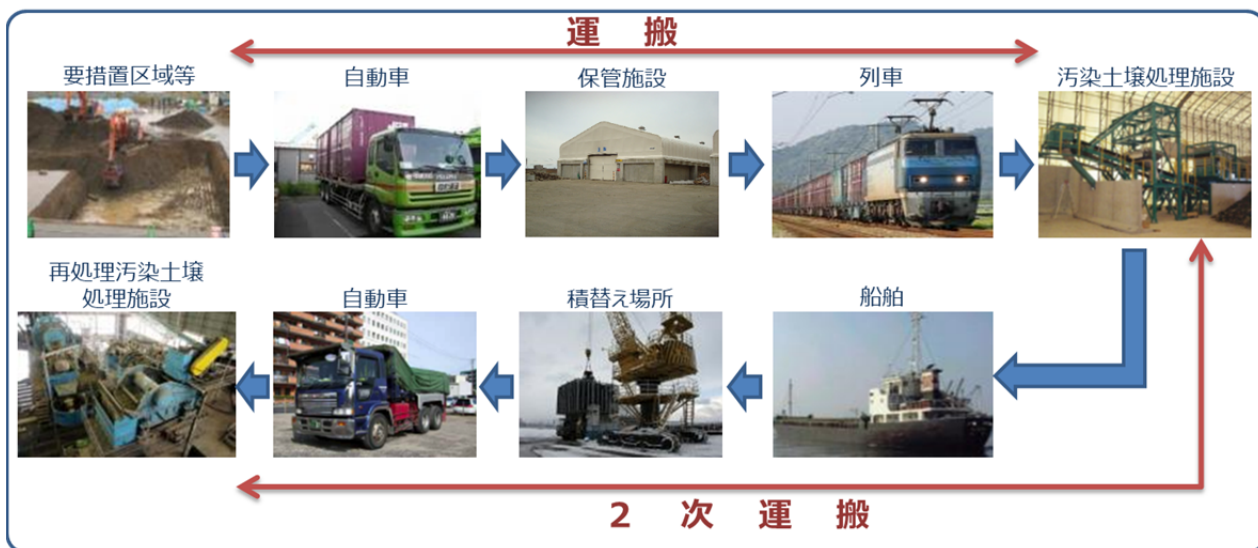 運 搬
要措置区域等
自動車
保管施設
列車
汚染土壌処理施設
再処理汚染土壌
処理施設
自動車
積替え場所
船舶
２ 次 運 搬